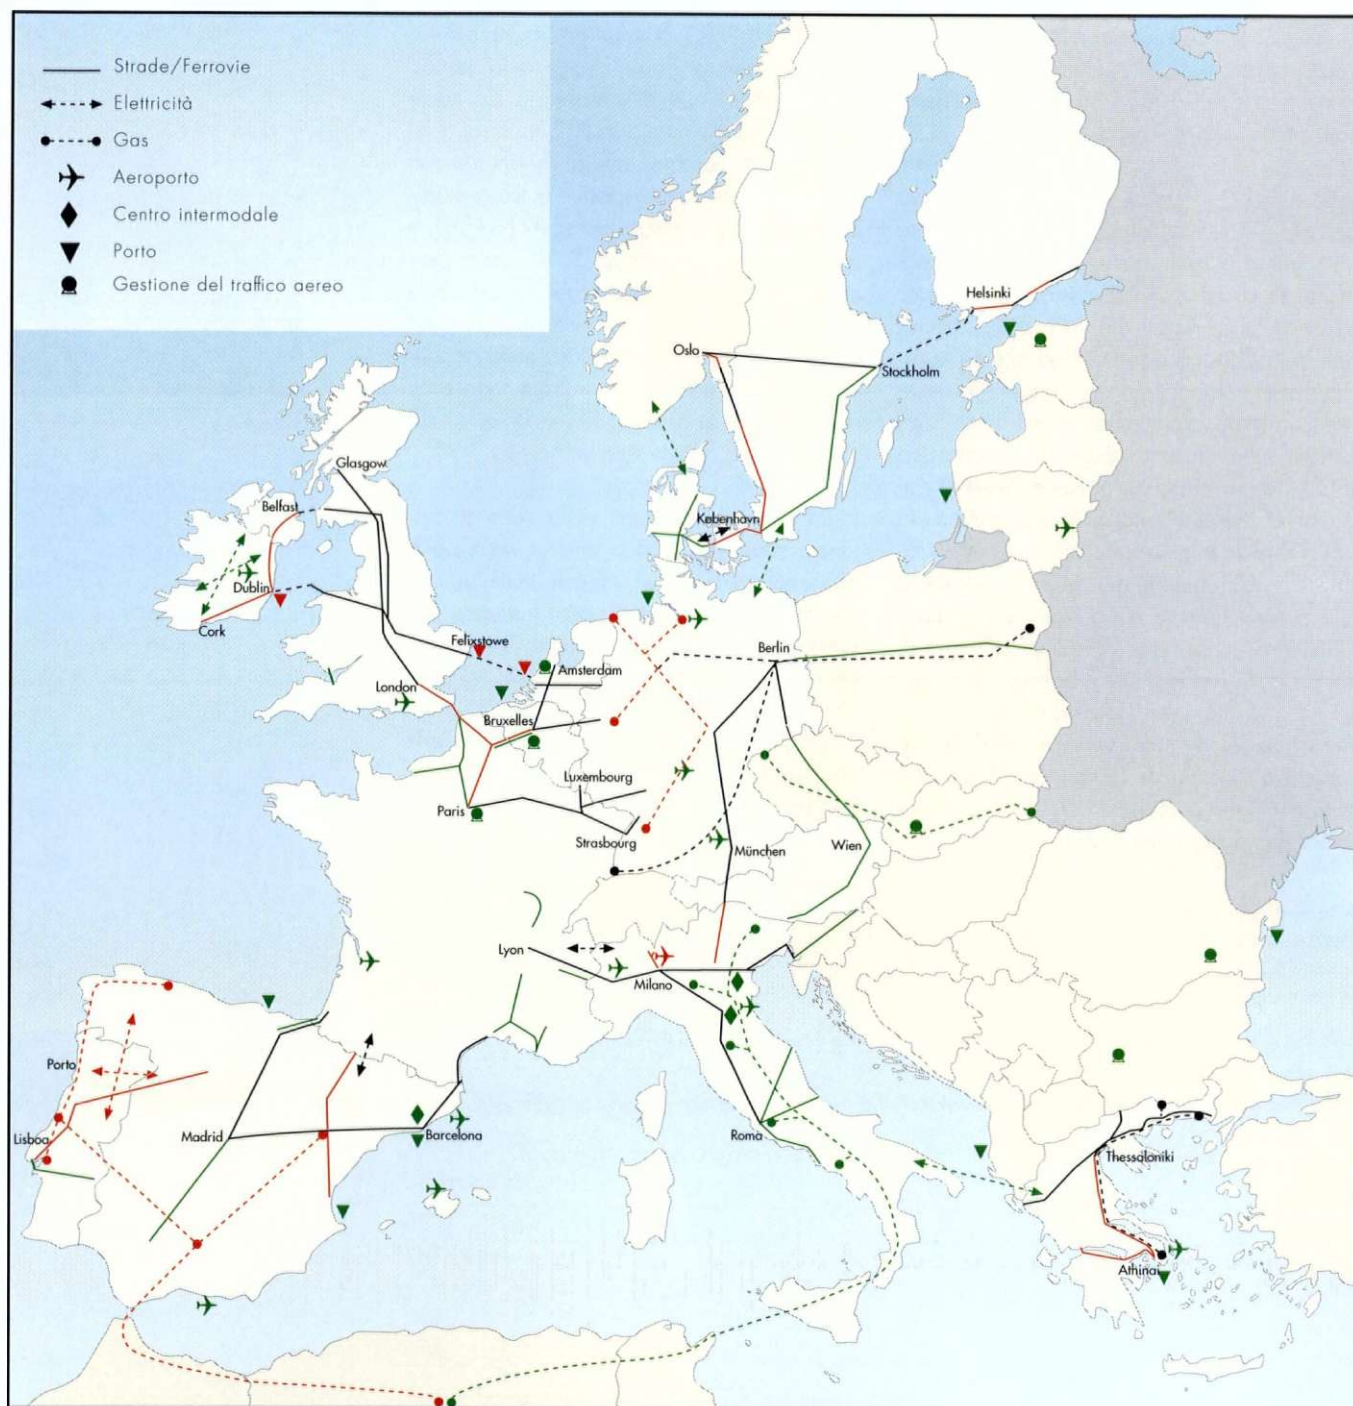 Strade/Ferrovie
Elettricità
Gas
Aeroporto
Centro intermodale
Porto
Gestione del traffico aereo
Helsinki
Oslo
Stockholm
Glasgow
Belfast
København
Dublin
Cork
Felixstowe
Berlin
Amsterdam
London
Bruxelles
Luxembourg
Paris
Strasbourg
München
Wien
Lyon
Milano
Porto
Lisboa
Madrid
Barcelona
Roma
Thessaloniki
Athinai